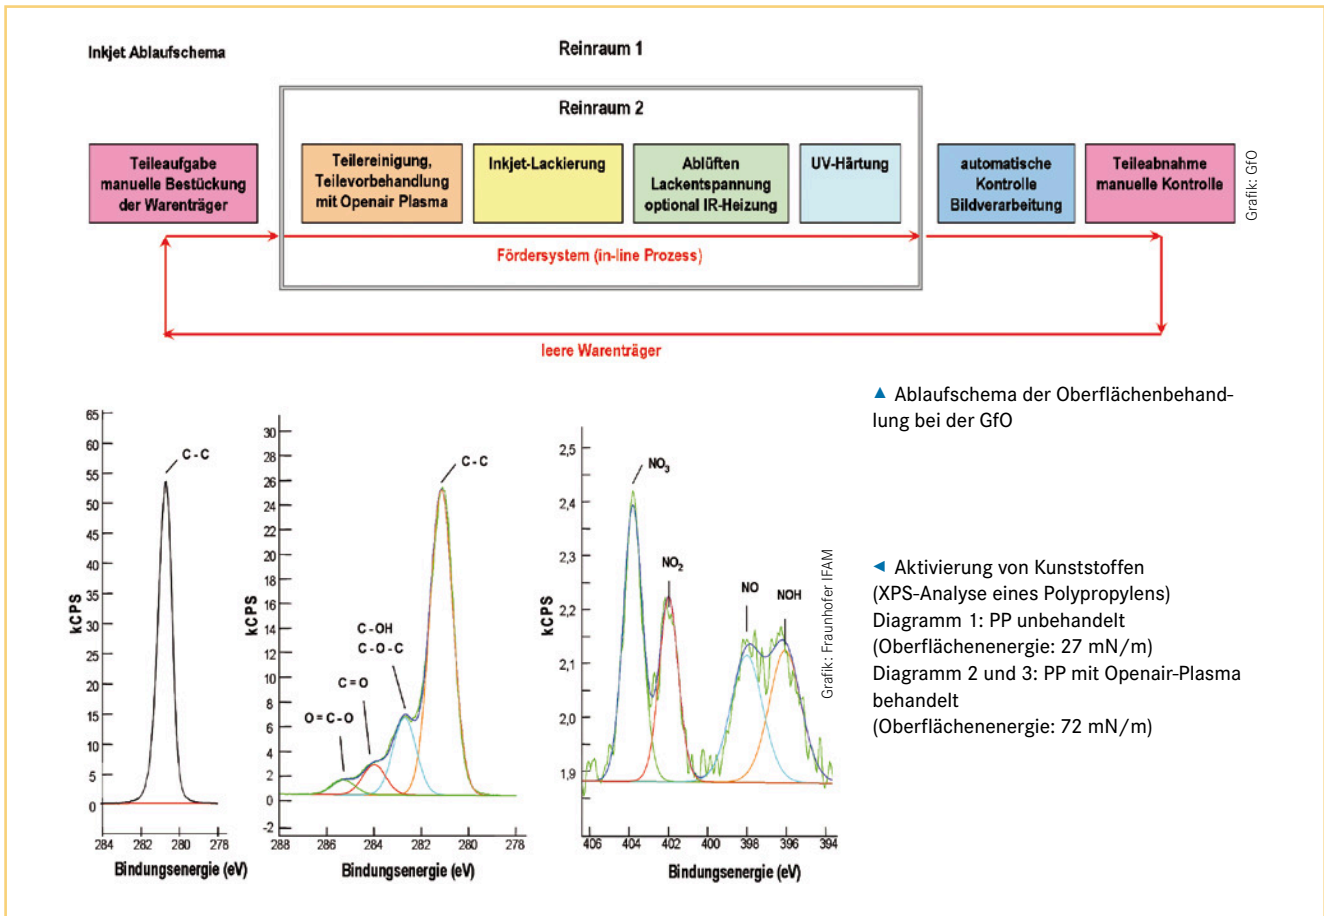 Inkjet Ablaufschema
Reinraum 1
Reinraum 2
Teileaufgabe
manuelle Bestückung
der Warenträger
Teilereinigung,
Teilevorbehandlung
mit Openair Plasma
Inkjet-Lackierung
Ablüften
Lackentspannung
optional IR-Heizung
UV-Härtung
automatische
Kontrolle
Bildverarbeitung
Teileabnahme
manuelle Kontrolle
Grafik: GfO
Fördersystem (in-line Prozess)
leere Warenträger
▲ Ablaufschema der Oberflächenbehand-
lung bei der GfO
65
60
55
50
45
40
35
30
25
20
15
10
5
0
kCPS
C - C
284 282 280 278
Bindungsenergie (eV)
30
28
26
24
22
20
18
16
14
12
10
8
6
4
2
0
-2
kCPS
C - C
C - OH
C - O - C
C = O
O = C - O
288 286 284 282 280 278
Bindungsenergie (eV)
2,5
2,4
2,3
2,2
2,1
2,0
1,9
kCPS
NO3
NO2
NO
NOH
406 404 402 400 398 396 394
Bindungsenergie (eV)
Grafik: Fraunhofer IFAM
◄ Aktivierung von Kunststoffen
(XPS-Analyse eines Polypropylens)
Diagramm 1: PP unbehandelt
(Oberflächenenergie: 27 mN/m)
Diagramm 2 und 3: PP mit Openair-Plasma
behandelt
(Oberflächenenergie: 72 mN/m)